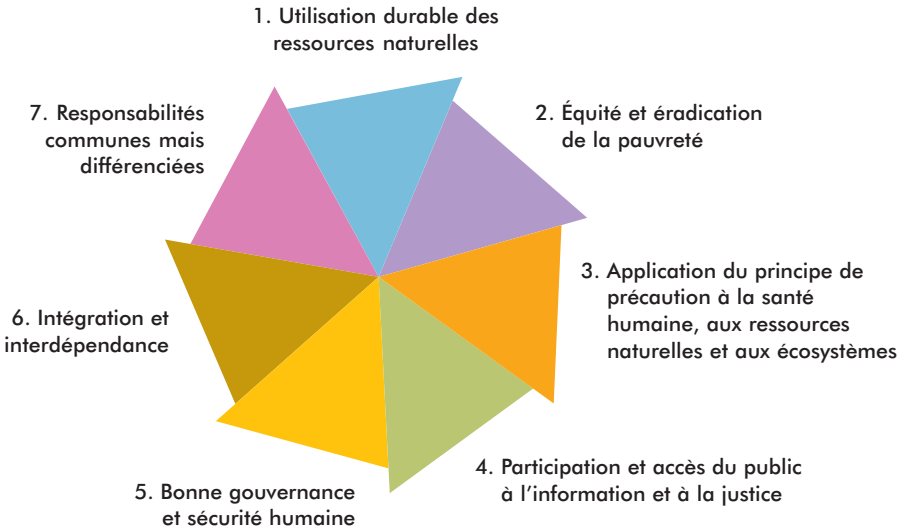 1. Utilisation durable des
ressources naturelles
2. Équité et éradication
de la pauvreté
3. Application du principe de
précaution à la santé
humaine, aux ressources
naturelles et aux écosystèmes
4. Participation et accès du public
à l’information et à la justice
5. Bonne gouvernance
et sécurité humaine
6. Intégration et
interdépendance
7. Responsabilités
communes mais
différenciées